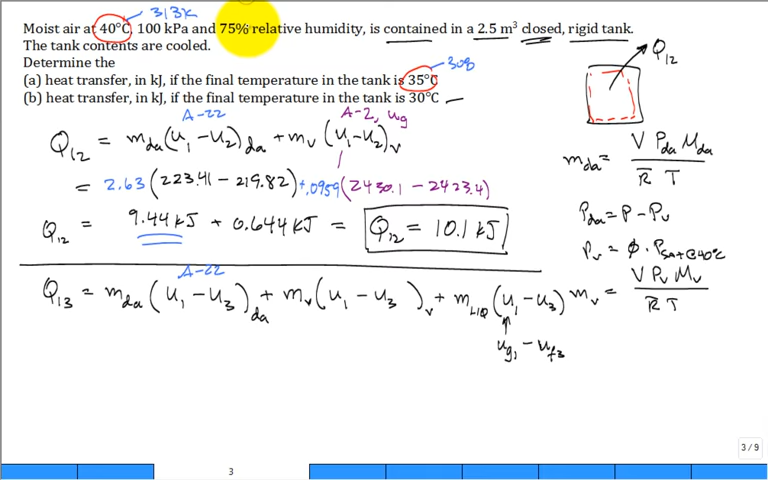 313K
Moist air at 40°C, 100 kPa and 75% relative humidity, is contained in a 2.5 m³ closed, rigid tank.
The tank contents are cooled.
Determine the
308
(a) heat transfer, in kJ, if the final temperature in the tank is 35°C
(b) heat transfer, in kJ, if the final temperature in the tank is 30°C
Q12
A-22 A-2, ug
Q12 = mda(u1 − u2)da + mv(u1 − u2)v
mda = V Pda Mda / R̄ T
= 2.63 (223.41 − 219.82) + .0959 (2430.1 − 2423.4)
Pda = P − Pv
Q12 = 9.44 kJ + 0.644 kJ = Q12 = 10.1 kJ
Pv = ϕ · Psat@40°C
A-22
Q13 = mda (u1 − u3)da + mv (u1 − u3)v + mLIQ (u1 − u3)
mv = V Pv Mv / R̄ T
ug1 − uf3
3 / 9
3